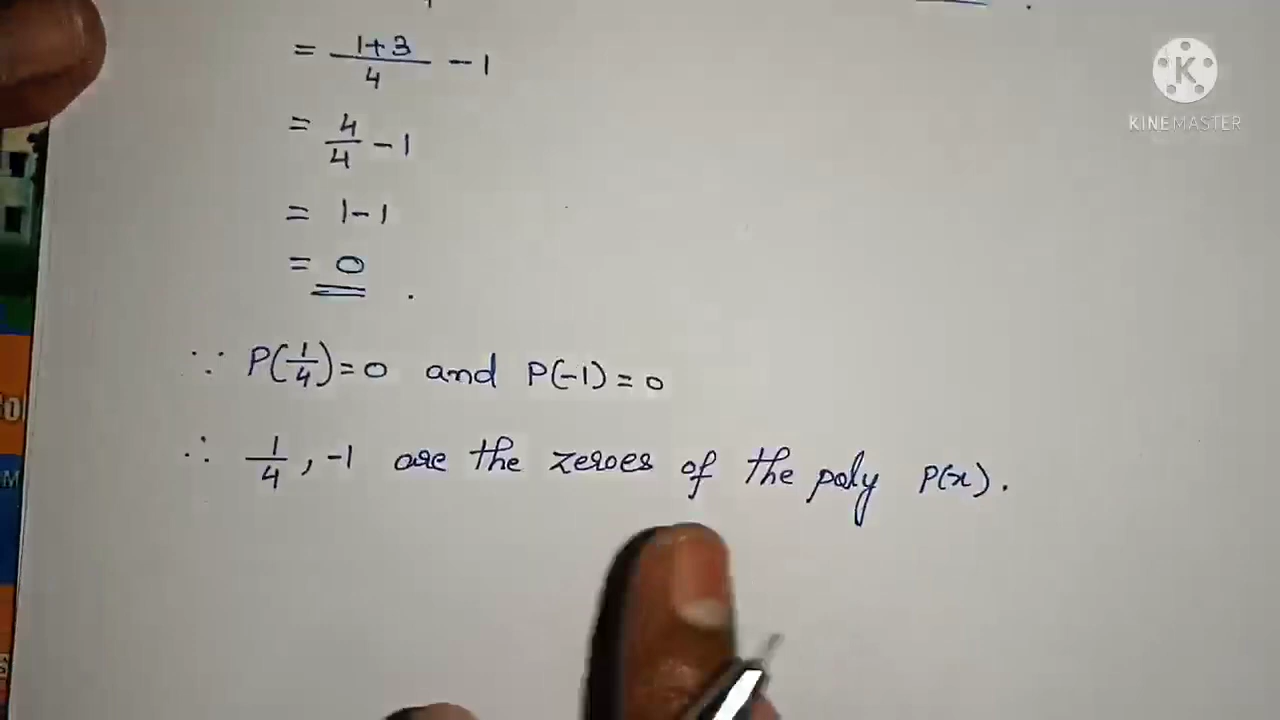 = (1+3)/4 - 1
= 4/4 - 1
= 1 - 1
= 0 .
∵ P(1/4) = 0 and P(-1) = 0
∴ 1/4 , -1 are the zeroes of the poly P(x).
KINEMASTER